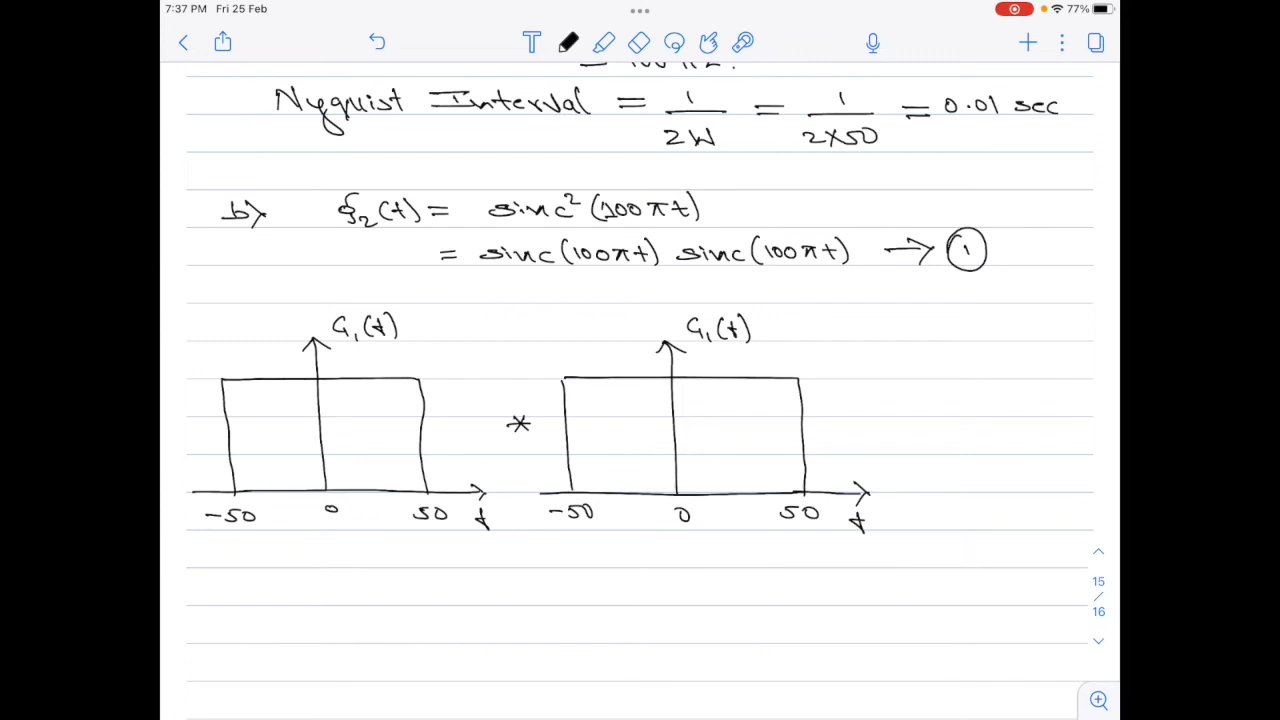 7:37 PM Fri 25 Feb
77%
Nyquist Interval = 1/2W = 1/2×50 = 0.01 sec
b) g₂(t) = sinc²(100πt)
= sinc(100πt) sinc(100πt) → ①
G₁(f) G₁(f)
*
-50 0 50 f -50 0 50 f
15
/
16